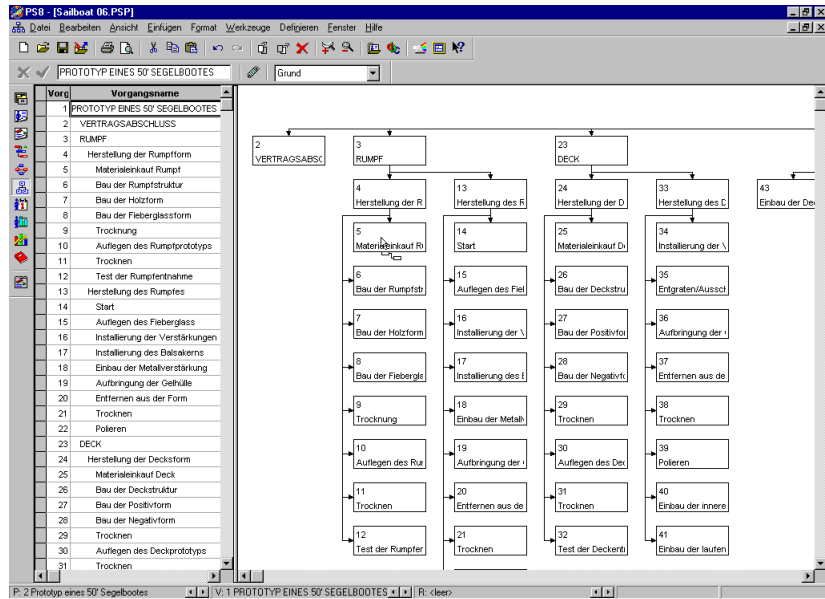 PS8 - [Sailboat 06.PSP]
Datei Bearbeiten Ansicht Einfügen Format Werkzeuge Definieren Fenster Hilfe
PROTOTYP EINES 50' SEGELBOOTES Grund
Vorg Vorgangsname
1 PROTOTYP EINES 50' SEGELBOOTES
2 VERTRAGSABSCHLUSS
3 RUMPF
4 Herstellung der Rumpfform
5 Materialeinkauf Rumpf
6 Bau der Rumpfstruktur
7 Bau der Holzform
8 Bau der Fieberglassform
9 Trocknung
10 Auflegen des Rumpfprototyps
11 Trocken
12 Test der Rumpfentnahme
13 Herstellung des Rumpfes
14 Start
15 Auflegen des Fieberglass
16 Installierung der Verstärkungen
17 Installierung des Balsakerns
18 Einbau der Metallverstärkung
19 Aufbringung der Gelhülle
20 Entfernen aus der Form
21 Trocknen
22 Polieren
23 DECK
24 Herstellung der Decksform
25 Materialeinkauf Deck
26 Bau der Deckstruktur
27 Bau der Positivform
28 Bau der Negativform
29 Trocknen
30 Auflegen des Deckprototyps
31 Trocknen
2
VERTRAGSABSC
3
RUMPF
23
DECK
4
Herstellung der R
13
Herstellung des R
24
Herstellung der D
33
Herstellung des D
43
Einbau der De
5
Materialeinkauf R
14
Start
25
Materialeinkauf D
34
Installierung der
6
Bau der Rumpfstr
15
Auflegen des Fiel
26
Bau der Deckstru
35
Entgraten/Aussch
7
Bau der Holzform
16
Installierung der
27
Bau der Positivfo
36
Aufbringung der
8
Bau der Fiebergla
17
Installierung des
28
Bau der Negativf
37
Entfernen aus de
9
Trocknung
18
Einbau der Metall
29
Trocknen
38
Trocknen
10
Auflegen des Ru
19
Aufbringung der
30
Auflegen des Dec
39
Polieren
11
Trocknen
20
Entfernen aus de
31
Trocknen
40
Einbau der innere
12
Test der Rumpfer
21
Trocknen
32
Test der Deckent
41
Einbau der laufen
P: 2 Prototyp eines 50' Segelbootes V: 1 PROTOTYP EINES 50' SEGELBOOTES R: <leer>